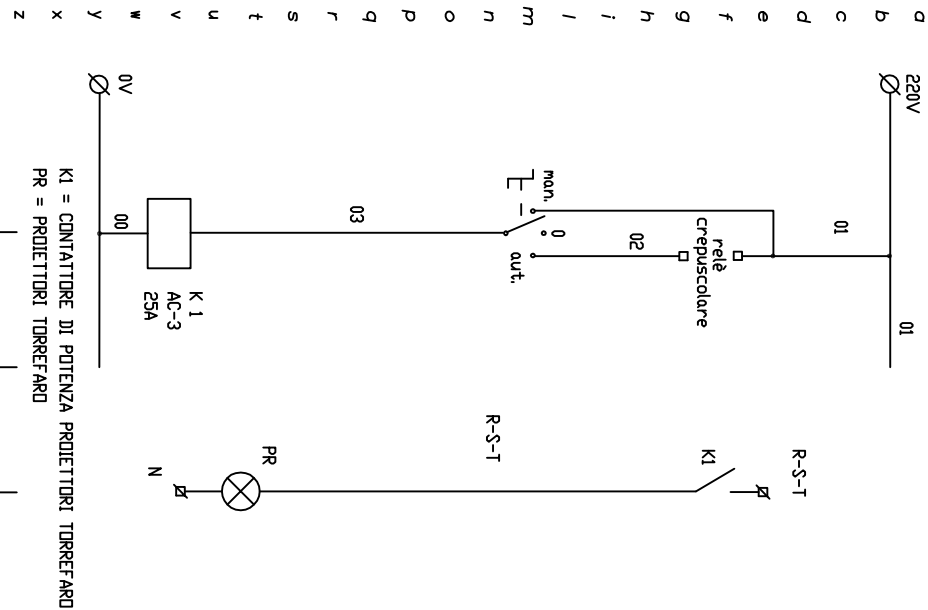 a
b
c
d
e
f
g
h
i
l
m
n
o
p
q
r
s
t
u
v
w
x
y
z
220V
01
01
R-S-T
relè
crepuscolare
K1
02
man.
0
aut.
R-S-T
03
PR
K 1
AC-3
25A
N
00
0V
K1 = CONTATTORE DI POTENZA PROIETTORI TORREFARO
PR = PROIETTORI TORREFARO